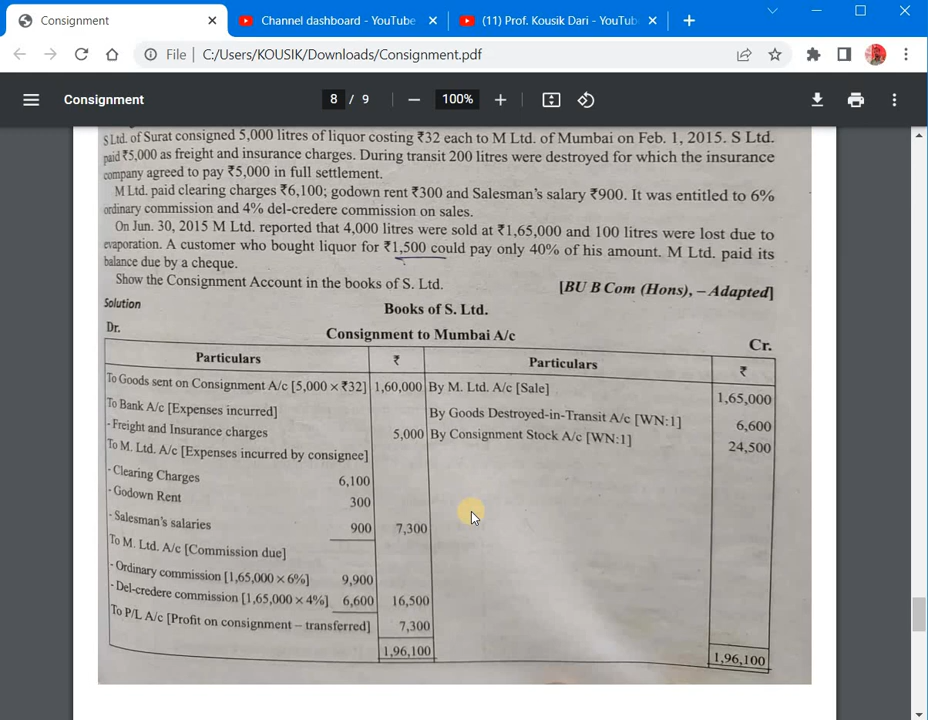 Consignment
Channel dashboard - YouTube
(11) Prof. Kousik Dari - YouTub
File | C:/Users/KOUSIK/Downloads/Consignment.pdf
Consignment
8 / 9
100%
S Ltd. of Surat consigned 5,000 litres of liquor costing ₹32 each to M Ltd. of Mumbai on Feb. 1, 2015. S Ltd.
paid ₹5,000 as freight and insurance charges. During transit 200 litres were destroyed for which the insurance
company agreed to pay ₹5,000 in full settlement.
M Ltd. paid clearing charges ₹6,100; godown rent ₹300 and Salesman's salary ₹900. It was entitled to 6%
ordinary commission and 4% del-credere commission on sales.
On Jun. 30, 2015 M Ltd. reported that 4,000 litres were sold at ₹1,65,000 and 100 litres were lost due to
evaporation. A customer who bought liquor for ₹1,500 could pay only 40% of his amount. M Ltd. paid its
balance due by a cheque.
Show the Consignment Account in the books of S. Ltd. [BU B Com (Hons), – Adapted]
Solution
Books of S. Ltd.
Dr. Consignment to Mumbai A/c Cr.
Particulars ₹ Particulars ₹
To Goods sent on Consignment A/c [5,000 × ₹32] 1,60,000 By M. Ltd. A/c [Sale] 1,65,000
To Bank A/c [Expenses incurred] By Goods Destroyed-in-Transit A/c [WN:1] 6,600
- Freight and Insurance charges 5,000 By Consignment Stock A/c [WN:1] 24,500
To M. Ltd. A/c [Expenses incurred by consignee]
- Clearing Charges 6,100
- Godown Rent 300
- Salesman's salaries 900 7,300
To M. Ltd. A/c [Commission due]
- Ordinary commission [1,65,000 × 6%] 9,900
- Del-credere commission [1,65,000 × 4%] 6,600 16,500
To P/L A/c [Profit on consignment – transferred] 7,300
1,96,100 1,96,100